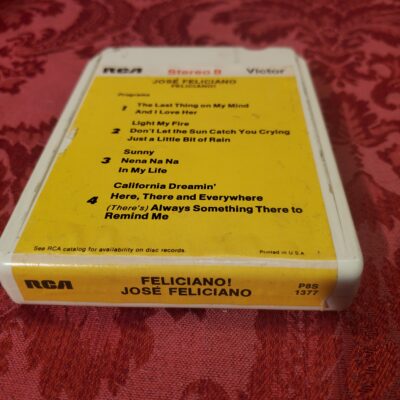 RCA Stereo 8 Victor
JOSÉ FELICIANO
FELICIANO!
Programs
1 The Last Thing on My Mind
And I Love Her
Light My Fire
2 Don't Let the Sun Catch You Crying
Just a Little Bit of Rain
Sunny
3 Nena Na Na
In My Life
California Dreamin'
4 Here, There and Everywhere
(There's) Always Something There to
Remind Me
See RCA catalog for availability on disc records.
Printed in U.S.A
RCA
FELICIANO!
JOSÉ FELICIANO
P8S
1377